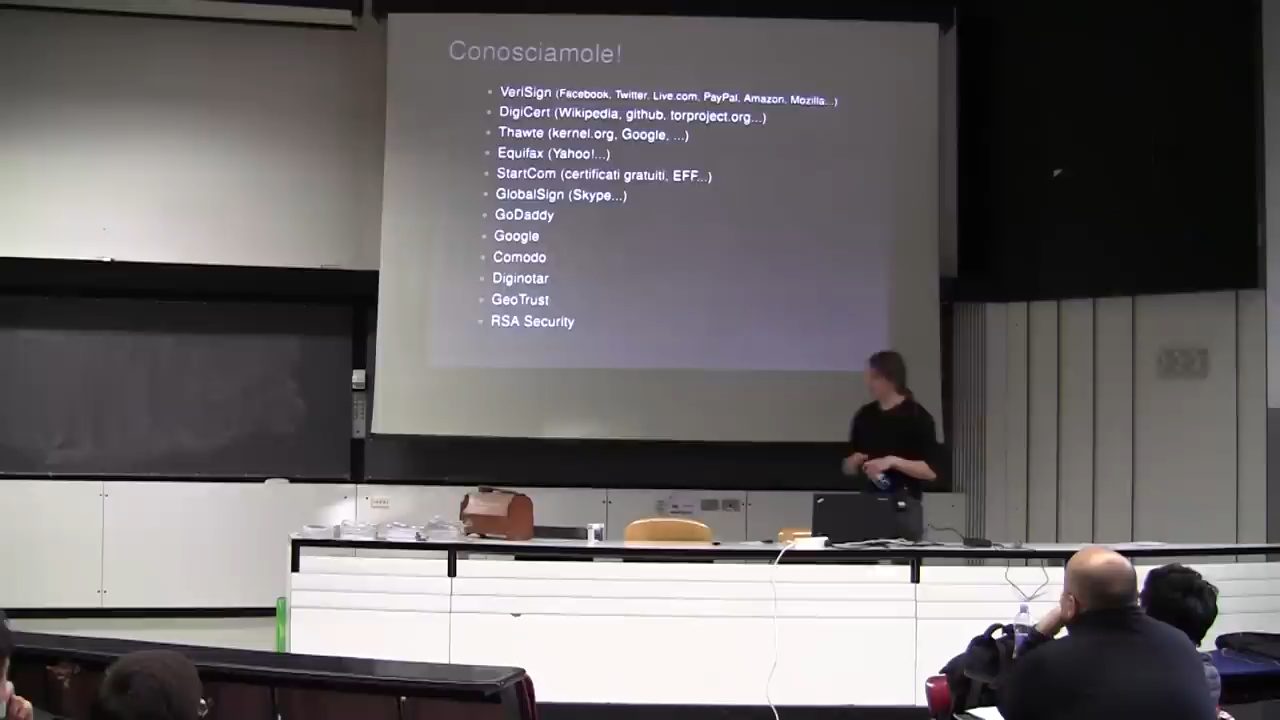 Conosciamole!
VeriSign (Facebook, Twitter, Live.com, PayPal, Amazon, Mozilla...)
DigiCert (Wikipedia, github, torproject.org...)
Thawte (kernel.org, Google, ...)
Equifax (Yahoo!...)
StartCom (certificati gratuiti, EFF...)
GlobalSign (Skype...)
GoDaddy
Google
Comodo
Diginotar
GeoTrust
RSA Security